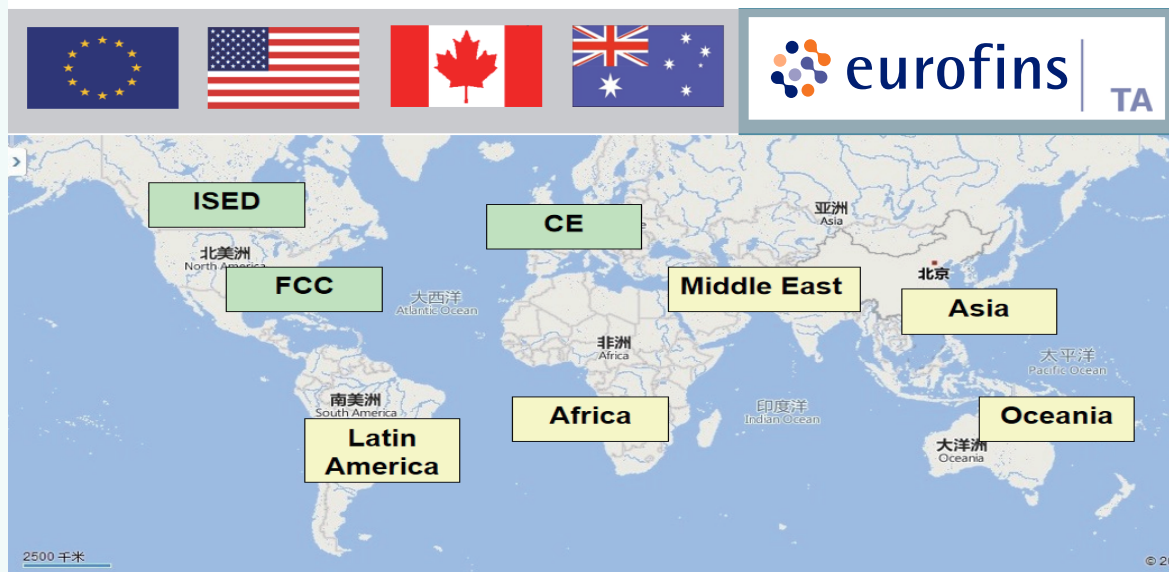 eurofins
TA
>
ISED
CE
亚洲
Asia
北美洲
North America
FCC
北京
Middle East
大西洋
Atlantic Ocean
Asia
非洲
Africa
太平洋
Pacific Ocean
南美洲
South America
Africa
印度洋
Indian Ocean
Oceania
Latin
America
大洋洲
Oceania
2500 千米
© 20